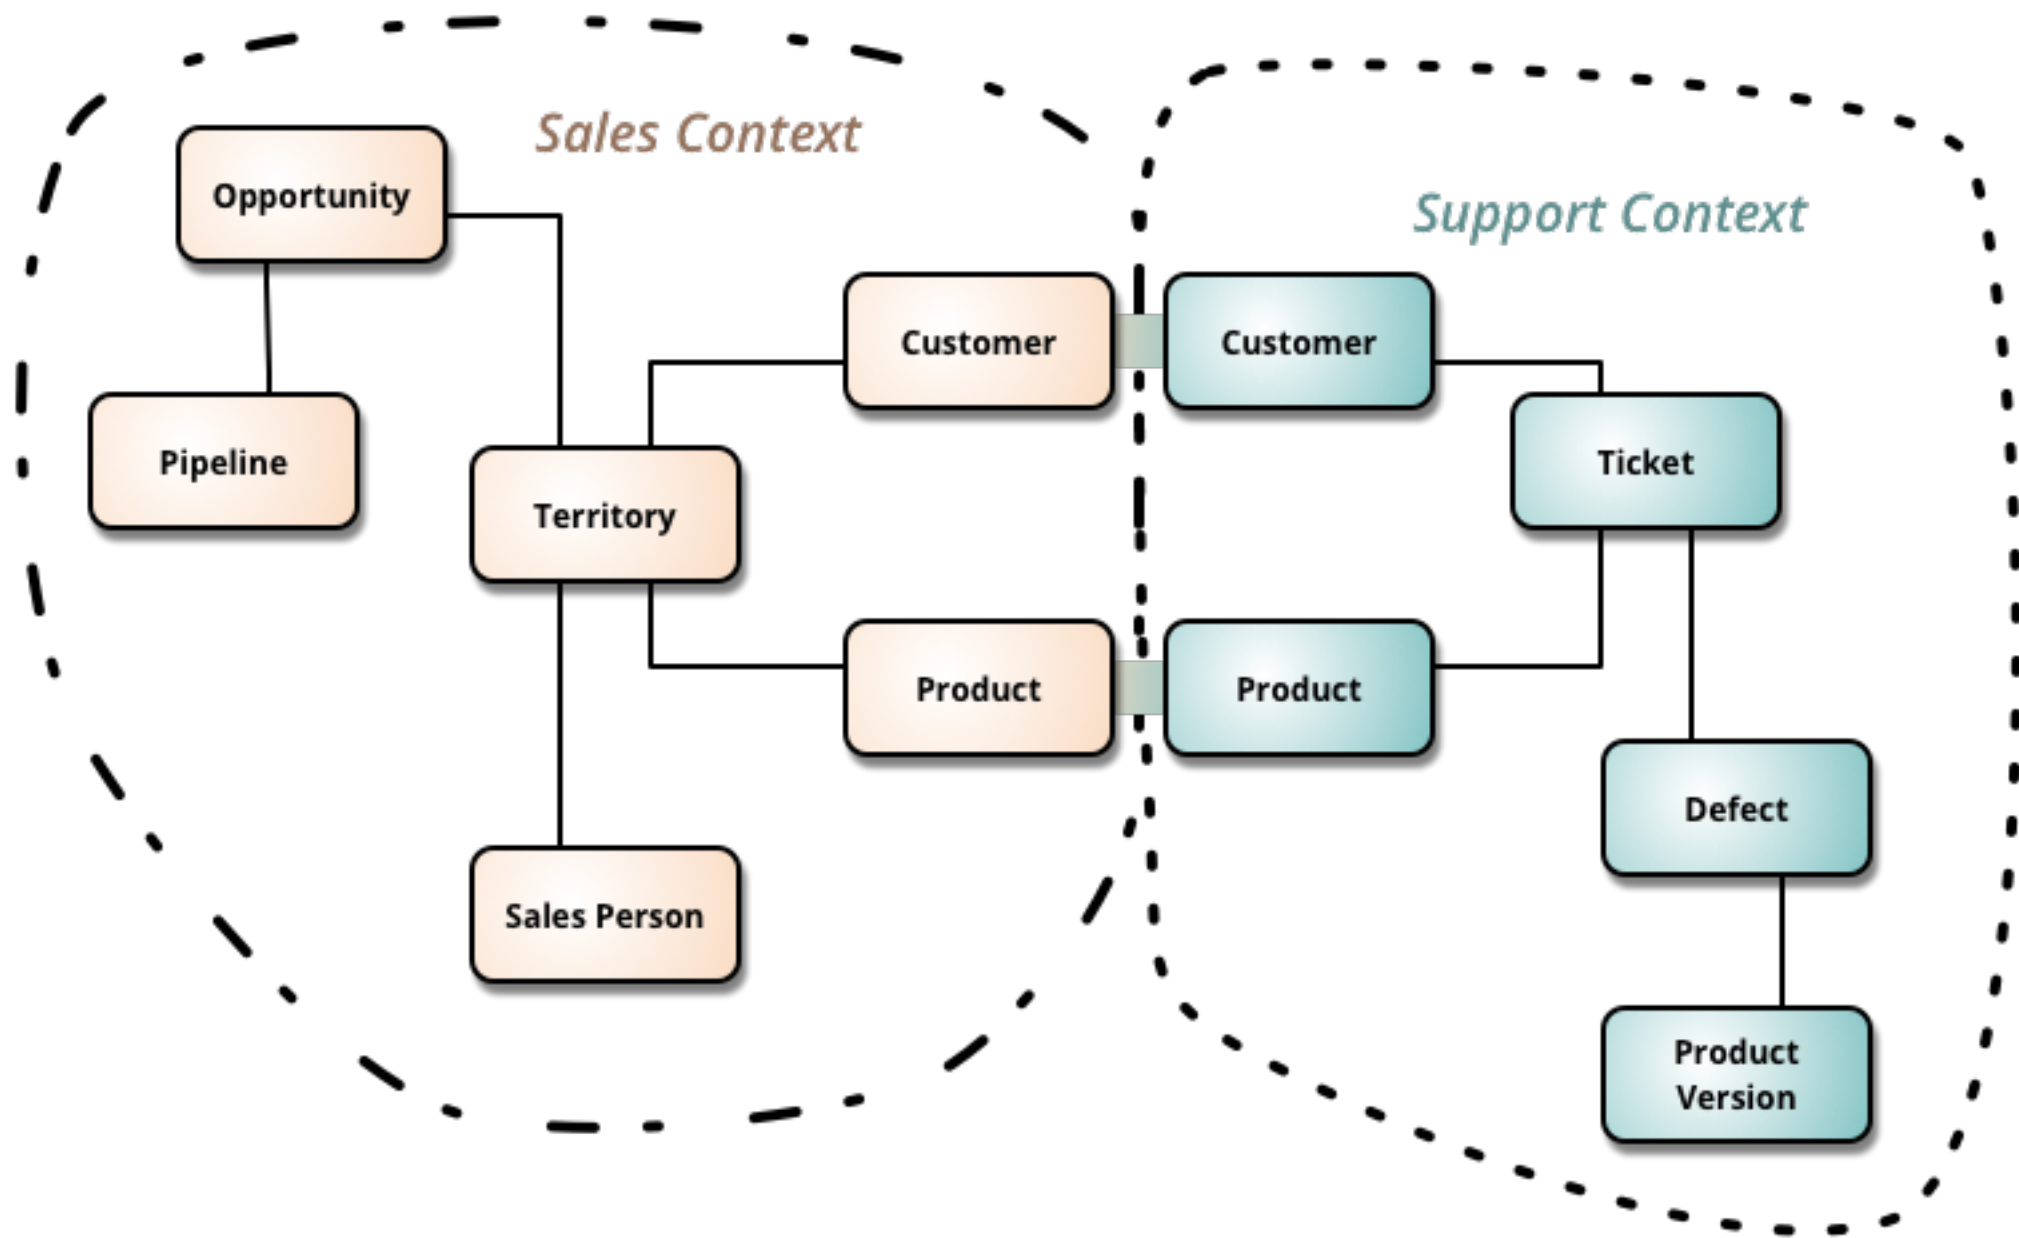 Sales Context
Opportunity
Support Context
Customer
Customer
Pipeline
Ticket
Territory
Product
Product
Defect
Sales Person
Product
Version